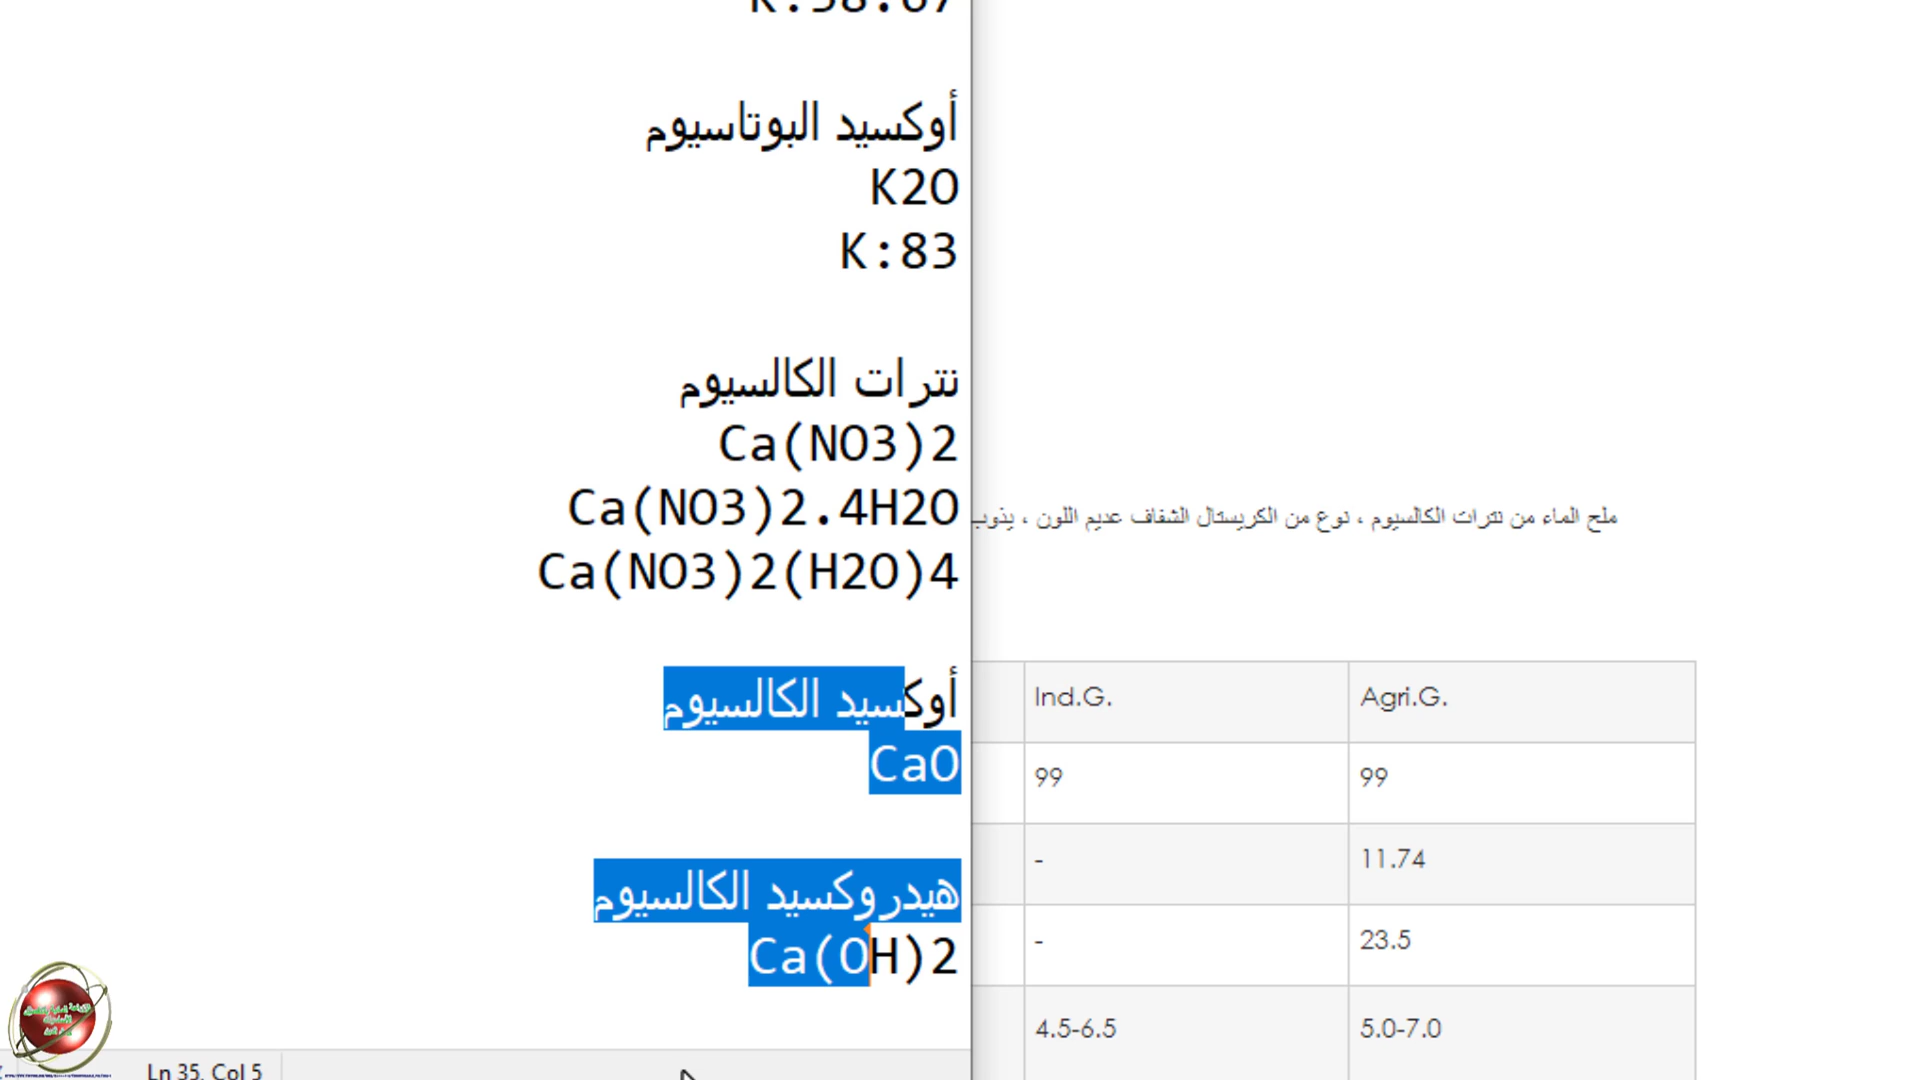 أوكسيد البوتاسيوم
K2O
K:83
نترات الكالسيوم
Ca(NO3)2
Ca(NO3)2.4H2O
Ca(NO3)2(H2O)4
أوكسيد الكالسيوم
CaO
هيدروكسيد الكالسيوم
Ca(OH)2
Ln 35, Col 5
ملح الماء من نترات الكالسيوم ، نوع من الكريستال الشفاف عديم اللون ، يذوب
Ind.G. Agri.G.
99 99
- 11.74
- 23.5
4.5-6.5 5.0-7.0